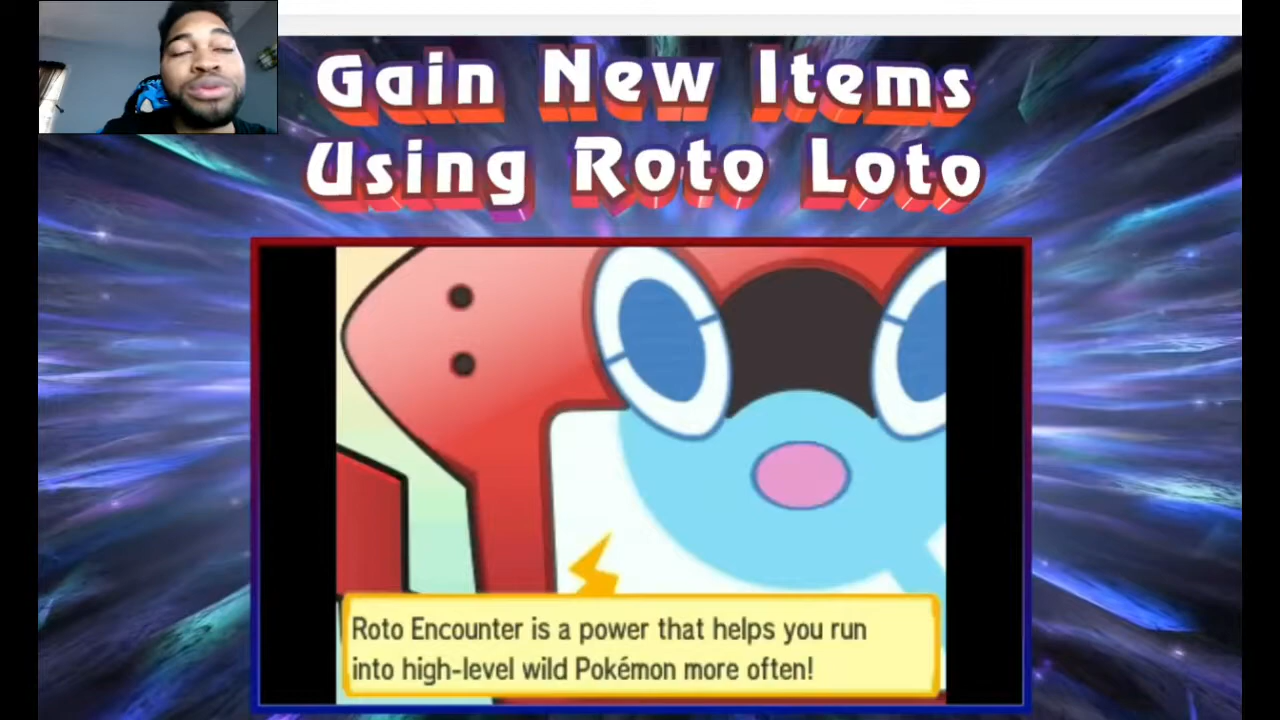 Gain New Items
Using Roto Loto
Roto Encounter is a power that helps you run
into high-level wild Pokémon more often!